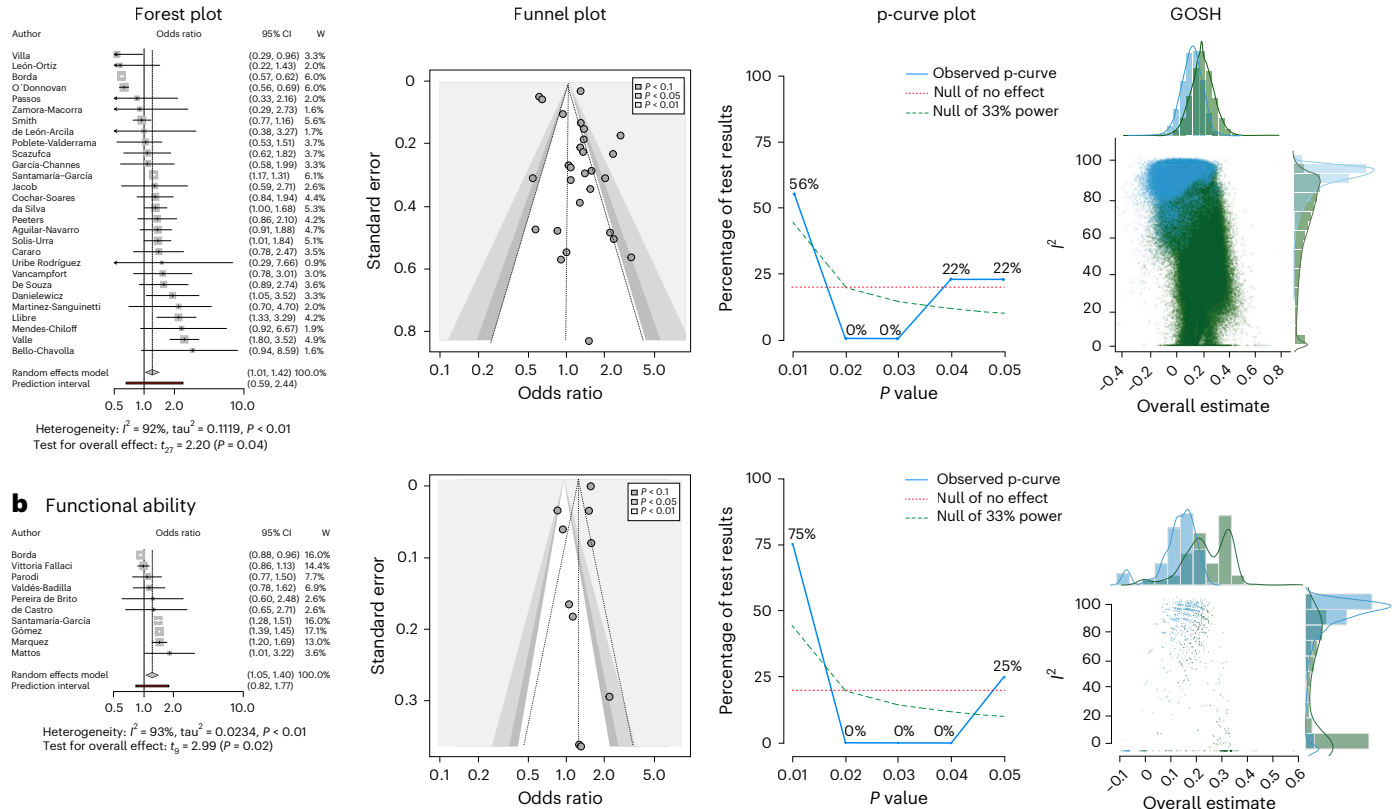 Forest plot
Author Odds ratio 95% CI W
Villa (0.29, 0.96) 3.3%
León-Ortiz (0.22, 1.43) 2.0%
Borda (0.57, 0.62) 6.0%
O´Donnovan (0.56, 0.69) 6.0%
Passos (0.33, 2.16) 2.0%
Zamora-Macorra (0.29, 2.73) 1.6%
Smith (0.77, 1.16) 5.6%
de León-Arcila (0.38, 3.27) 1.7%
Poblete-Valderrama (0.53, 1.51) 3.7%
Scazufca (0.62, 1.82) 3.7%
García-Channes (0.58, 1.99) 3.3%
Santamaría-García (1.17, 1.31) 6.1%
Jacob (0.59, 2.71) 2.6%
Cochar-Soares (0.84, 1.94) 4.4%
da Silva (1.00, 1.68) 5.3%
Peeters (0.86, 2.10) 4.2%
Aguilar-Navarro (0.91, 1.88) 4.7%
Solis-Urra (1.01, 1.84) 5.1%
Cararo (0.78, 2.47) 3.5%
Uribe Rodríguez (0.29, 7.66) 0.9%
Vancampfort (0.78, 3.01) 3.0%
De Souza (0.89, 2.74) 3.6%
Danielewicz (1.05, 3.52) 3.3%
Martinez-Sanguinetti (0.70, 4.70) 2.0%
Llibre (1.33, 3.29) 4.2%
Mendes-Chiloff (0.92, 6.67) 1.9%
Valle (1.80, 3.52) 4.9%
Bello-Chavolla (0.94, 8.59) 1.6%
Random effects model (1.01, 1.42) 100.0%
Prediction interval (0.59, 2.44)
0.5 1.0 2.0 10.0
Heterogeneity: I² = 92%, tau² = 0.1119, P < 0.01
Test for overall effect: t₂₇ = 2.20 (P = 0.04)
Funnel plot
P < 0.1
P < 0.05
P < 0.01
Standard error
0
0.2
0.4
0.6
0.8
0.1 0.2 1.0 2.0 5.0
Odds ratio
p-curve plot
Observed p-curve
Null of no effect
Null of 33% power
Percentage of test results
100
75
50
25
0
56%
0% 0%
22% 22%
0.01 0.02 0.03 0.04 0.05
P value
GOSH
I²
100
80
60
40
20
0
−0.4 −0.2 0 0.2 0.4 0.6 0.8
Overall estimate
b Functional ability
Author Odds ratio 95% CI W
Borda (0.88, 0.96) 16.0%
Vittoria Fallaci (0.86, 1.13) 14.4%
Parodi (0.77, 1.50) 7.7%
Valdés-Badilla (0.78, 1.62) 6.9%
Pereira de Brito (0.60, 2.48) 2.6%
de Castro (0.65, 2.71) 2.6%
Santamaría-García (1.28, 1.51) 16.0%
Gómez (1.39, 1.45) 17.1%
Marquez (1.20, 1.69) 13.0%
Mattos (1.01, 3.22) 3.6%
Random effects model (1.05, 1.40) 100.0%
Prediction interval (0.82, 1.77)
0.5 1.0 2.0 10.0
Heterogeneity: I² = 93%, tau² = 0.0234, P < 0.01
Test for overall effect: t₉ = 2.99 (P = 0.02)
P < 0.1
P < 0.05
P < 0.01
Standard error
0
0.1
0.2
0.3
0.1 0.2 0.5 1.0 2.0 5.0
Odds ratio
Observed p-curve
Null of no effect
Null of 33% power
Percentage of test results
100
75
50
25
0
75%
0% 0% 0%
25%
0.01 0.02 0.03 0.04 0.05
P value
I²
100
80
60
40
20
0
−0.1 0 0.1 0.2 0.3 0.4 0.5 0.6
Overall estimate